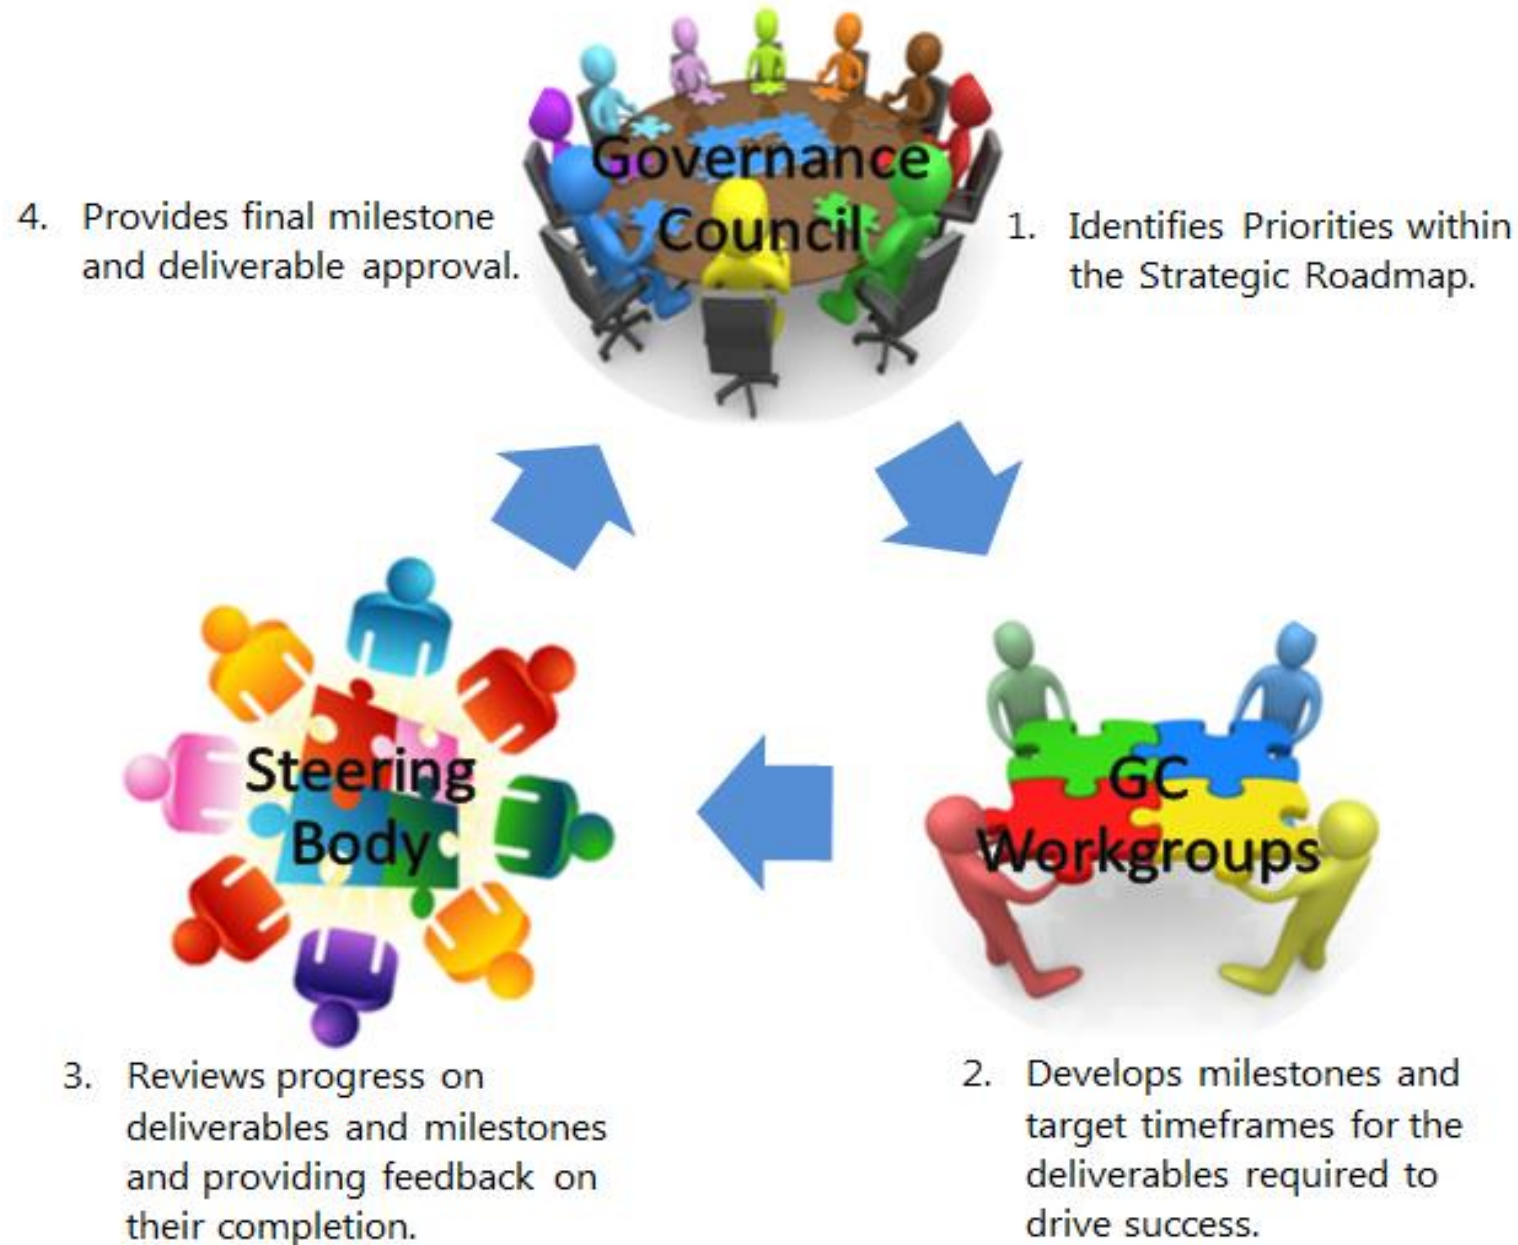 Governance
Council
4. Provides final milestone
and deliverable approval.
1. Identifies Priorities within
the Strategic Roadmap.
Steering
Body
GC
Workgroups
3. Reviews progress on
deliverables and milestones
and providing feedback on
their completion.
2. Develops milestones and
target timeframes for the
deliverables required to
drive success.